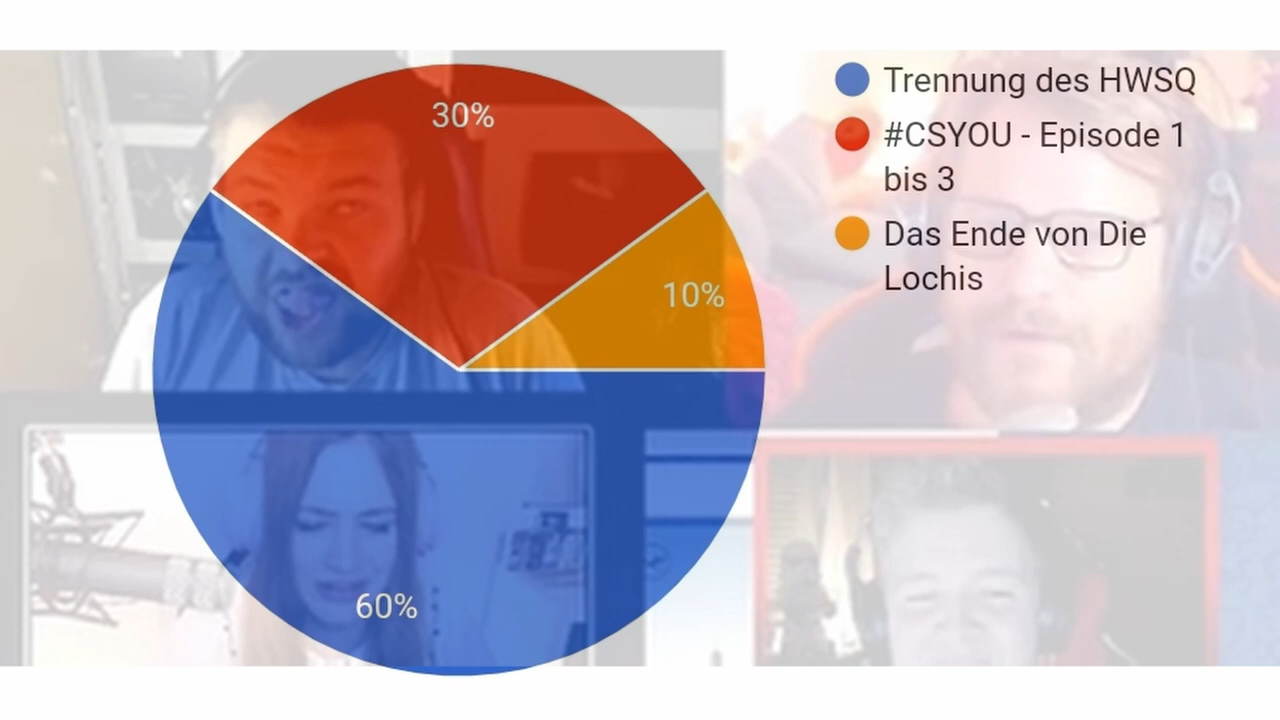 30%
10%
60%
Trennung des HWSQ
#CSYOU - Episode 1
bis 3
Das Ende von Die
Lochis